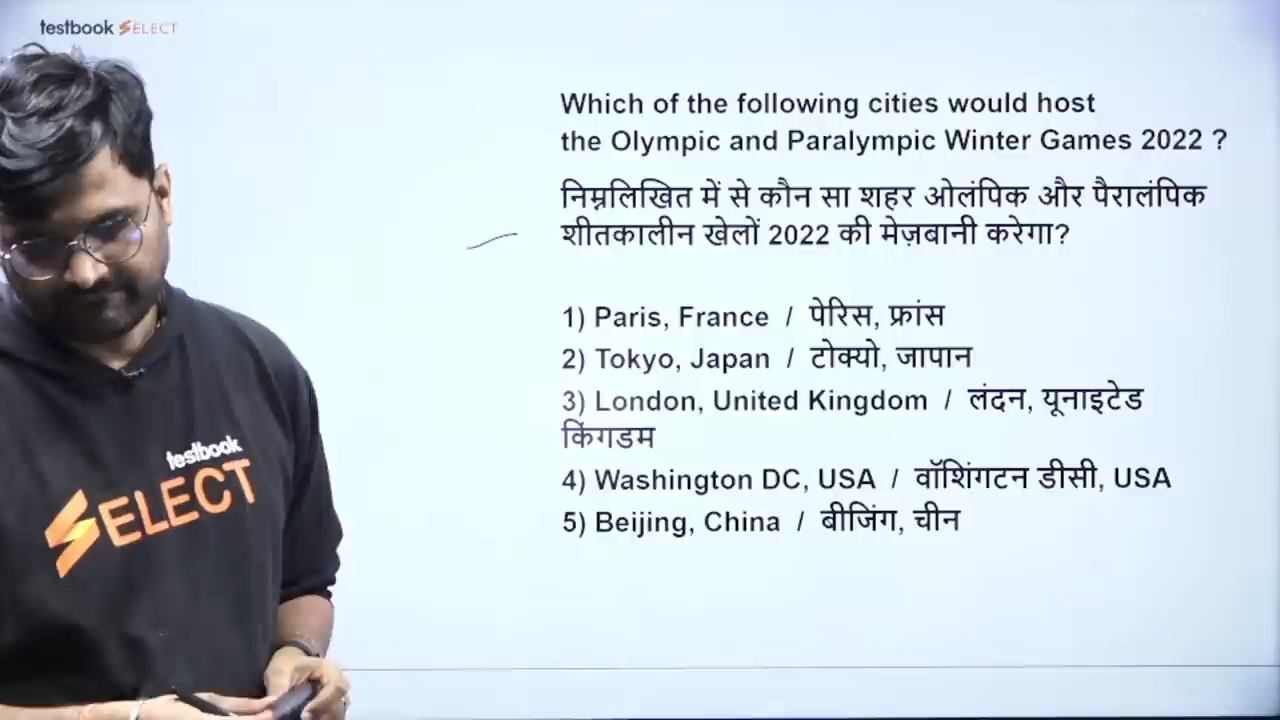 testbook SELECT
Which of the following cities would host
the Olympic and Paralympic Winter Games 2022 ?
निम्नलिखित में से कौन सा शहर ओलंपिक और पैरालंपिक
शीतकालीन खेलों 2022 की मेज़बानी करेगा?
1) Paris, France / पेरिस, फ्रांस
2) Tokyo, Japan / टोक्यो, जापान
3) London, United Kingdom / लंदन, यूनाइटेड
किंगडम
4) Washington DC, USA / वॉशिंगटन डीसी, USA
5) Beijing, China / बीजिंग, चीन
testbook
SELECT